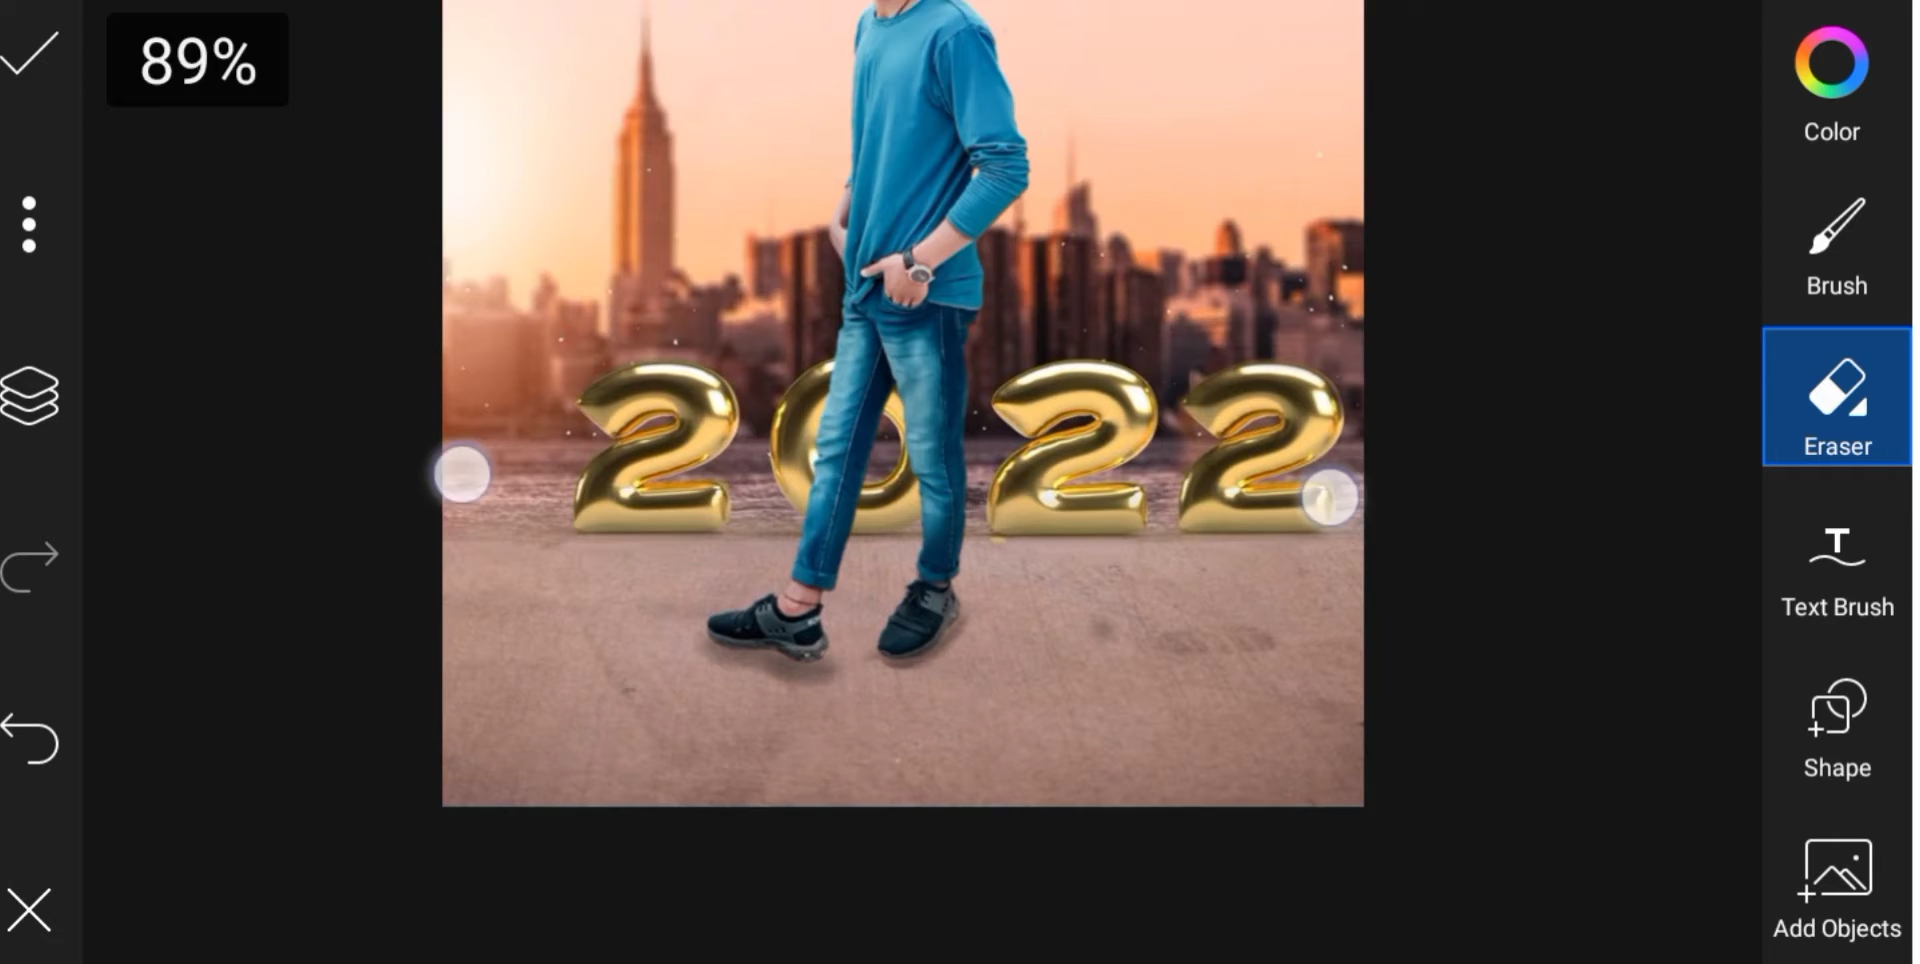 89%
2022
Color
Brush
Eraser
T
Text Brush
Shape
Add Objects